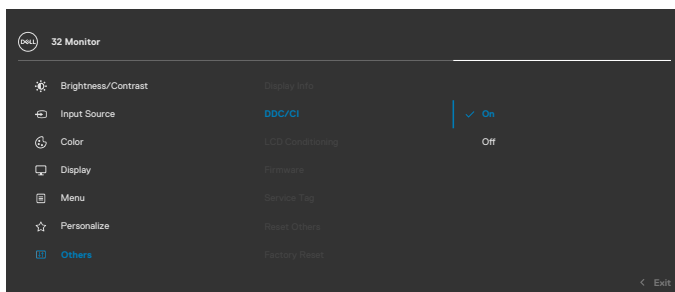 DELL 32 Monitor
Brightness/Contrast Display Info
Input Source DDC/CI On
Color LCD Conditioning Off
Display Firmware
Menu Service Tag
Personalize Reset Others
Others Factory Reset
Exit